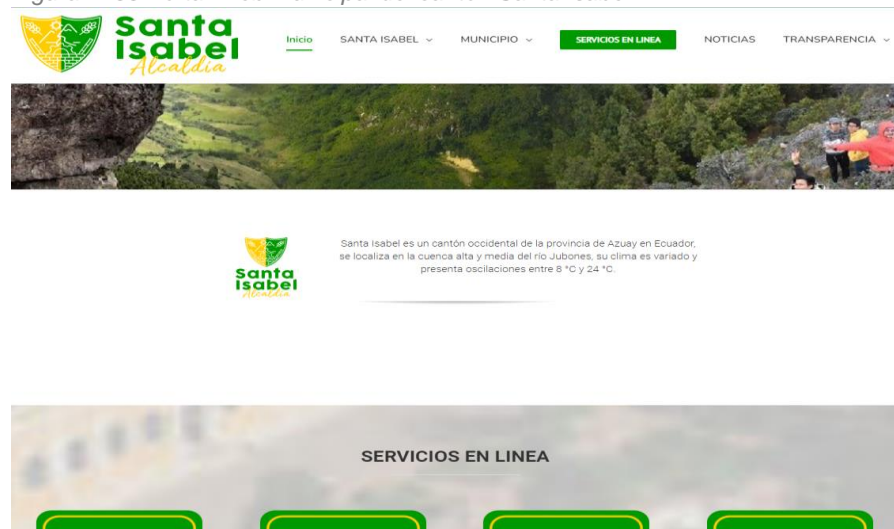 Santa
Isabel
Alcaldía
Inicio
SANTA ISABEL
MUNICIPIO
SERVICIOS EN LINEA
NOTICIAS
TRANSPARENCIA
Santa Isabel es un cantón occidental de la provincia de Azuay en Ecuador,
se localiza en la cuenca alta y media del río Jubones, su clima es variado y
presenta oscilaciones entre 8 °C y 24 °C.
Santa
Isabel
Alcaldía
SERVICIOS EN LINEA